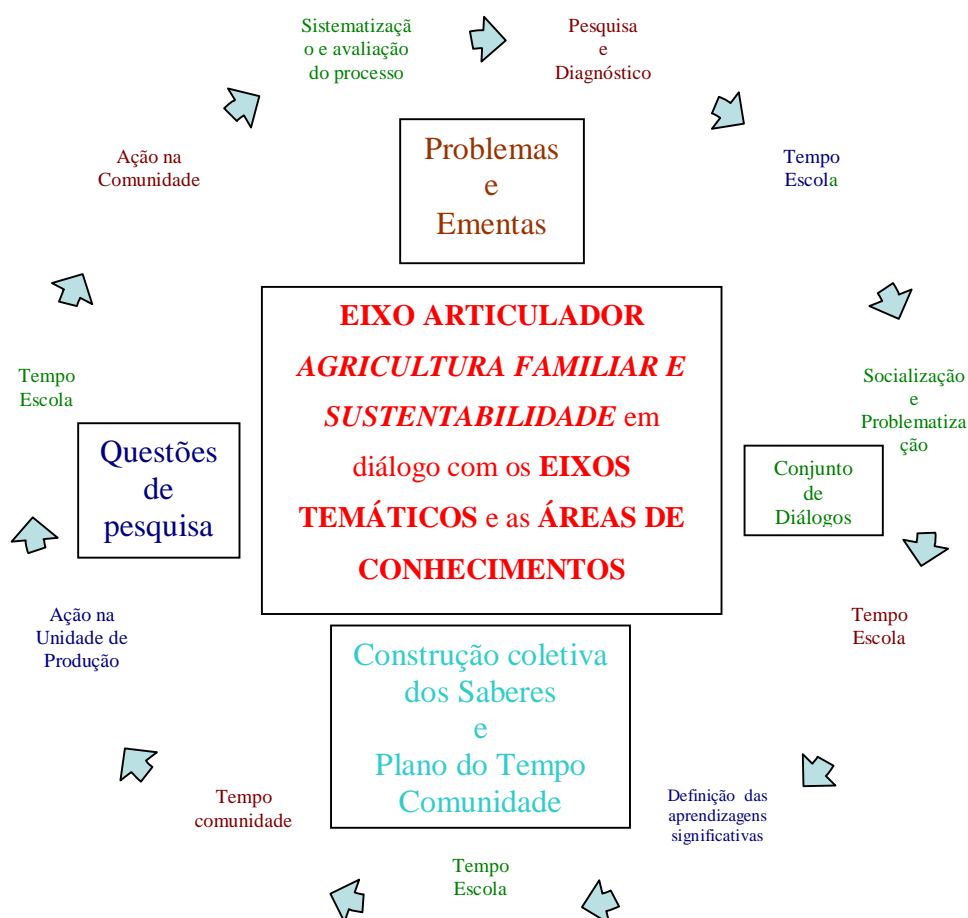 Sistematizaçã
o e avaliação
do processo
Pesquisa
e
Diagnóstico
Ação na
Comunidade
Problemas
e
Ementas
Tempo
Escola
EIXO ARTICULADOR
AGRICULTURA FAMILIAR E
SUSTENTABILIDADE em
diálogo com os EIXOS
TEMÁTICOS e as ÁREAS DE
CONHECIMENTOS
Tempo
Escola
Socialização
e
Problematiza
ção
Questões
de
pesquisa
Conjunto
de
Diálogos
Ação na
Unidade de
Produção
Tempo
Escola
Construção coletiva
dos Saberes
e
Plano do Tempo
Comunidade
Tempo
comunidade
Definição das
aprendizagens
significativas
Tempo
Escola